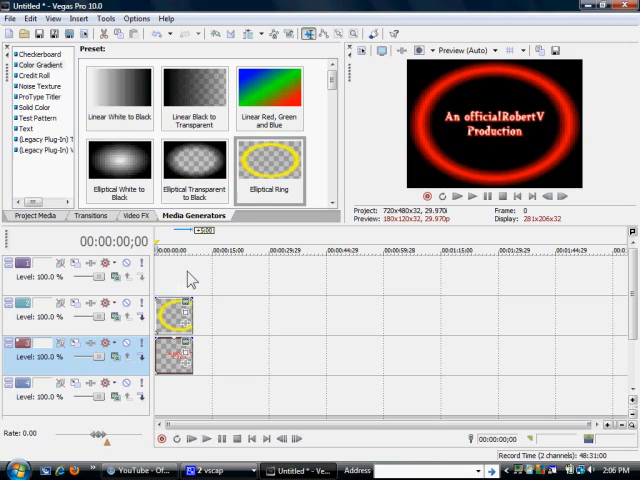 Untitled * - Vegas Pro 10.0
File Edit View Insert Tools Options Help
Checkerboard
Color Gradient
Credit Roll
Noise Texture
ProType Titler
Solid Color
Test Pattern
Text
(Legacy Plug-In) T
(Legacy Plug-In) V
Preset:
Linear White to Black
Linear Black to Transparent
Linear Red, Green and Blue
Elliptical White to Black
Elliptical Transparent to Black
Elliptical Ring
Project Media Transitions Video FX Media Generators
Preview (Auto)
An officialRobertV
Production
Project: 720x480x32, 29.970i
Frame: 0
Preview: 180x120x32, 29.970p
Display: 281x206x32
+5:00
00:00:00;00
00:00:00 00:00:15:00 00:00:29:29 00:00:44:29 00:00:59:28 00:01:15:00 00:01:29:29 00:01:44:29 00:0
1
Level: 100.0 %
2
Level: 100.0 %
3
Level: 100.0 %
4
Level: 100.0 %
Rate: 0.00
00:00:00;00
Record Time (2 channels): 48:31:00
YouTube - Of...
2 vscap
Untitled * - Ve...
Address
2:06 PM